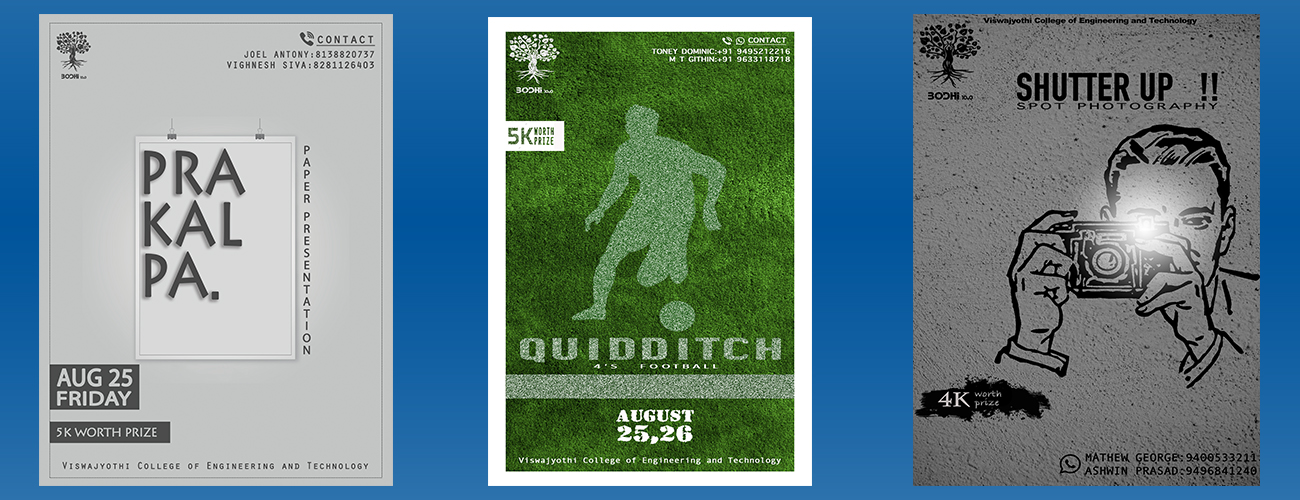 BODHI 10.0
CONTACT
JOEL ANTONY:8138820737
VIGHNESH SIVA:8281126403
PRA
KAL
PA.
PAPER PRESENTATION
AUG 25
FRIDAY
5K WORTH PRIZE
VISWAJYOTHI COLLEGE OF ENGINEERING AND TECHNOLOGY
BODHI 10.0
CONTACT
TONEY DOMINIC:+91 9495212216
M T GITHIN:+91 9633118718
5K WORTH
PRIZE
QUIDDITCH
4'S FOOTBALL
AUGUST
25,26
Viswajyothi College of Engineering and Technology
Viswajyothi College of Engineering and Technology
BODHI 10.0
SHUTTER UP !!
SPOT PHOTOGRAPHY
4K worth
prize
MATHEW GEORGE:9400533211
ASHWIN PRASAD:9496841240